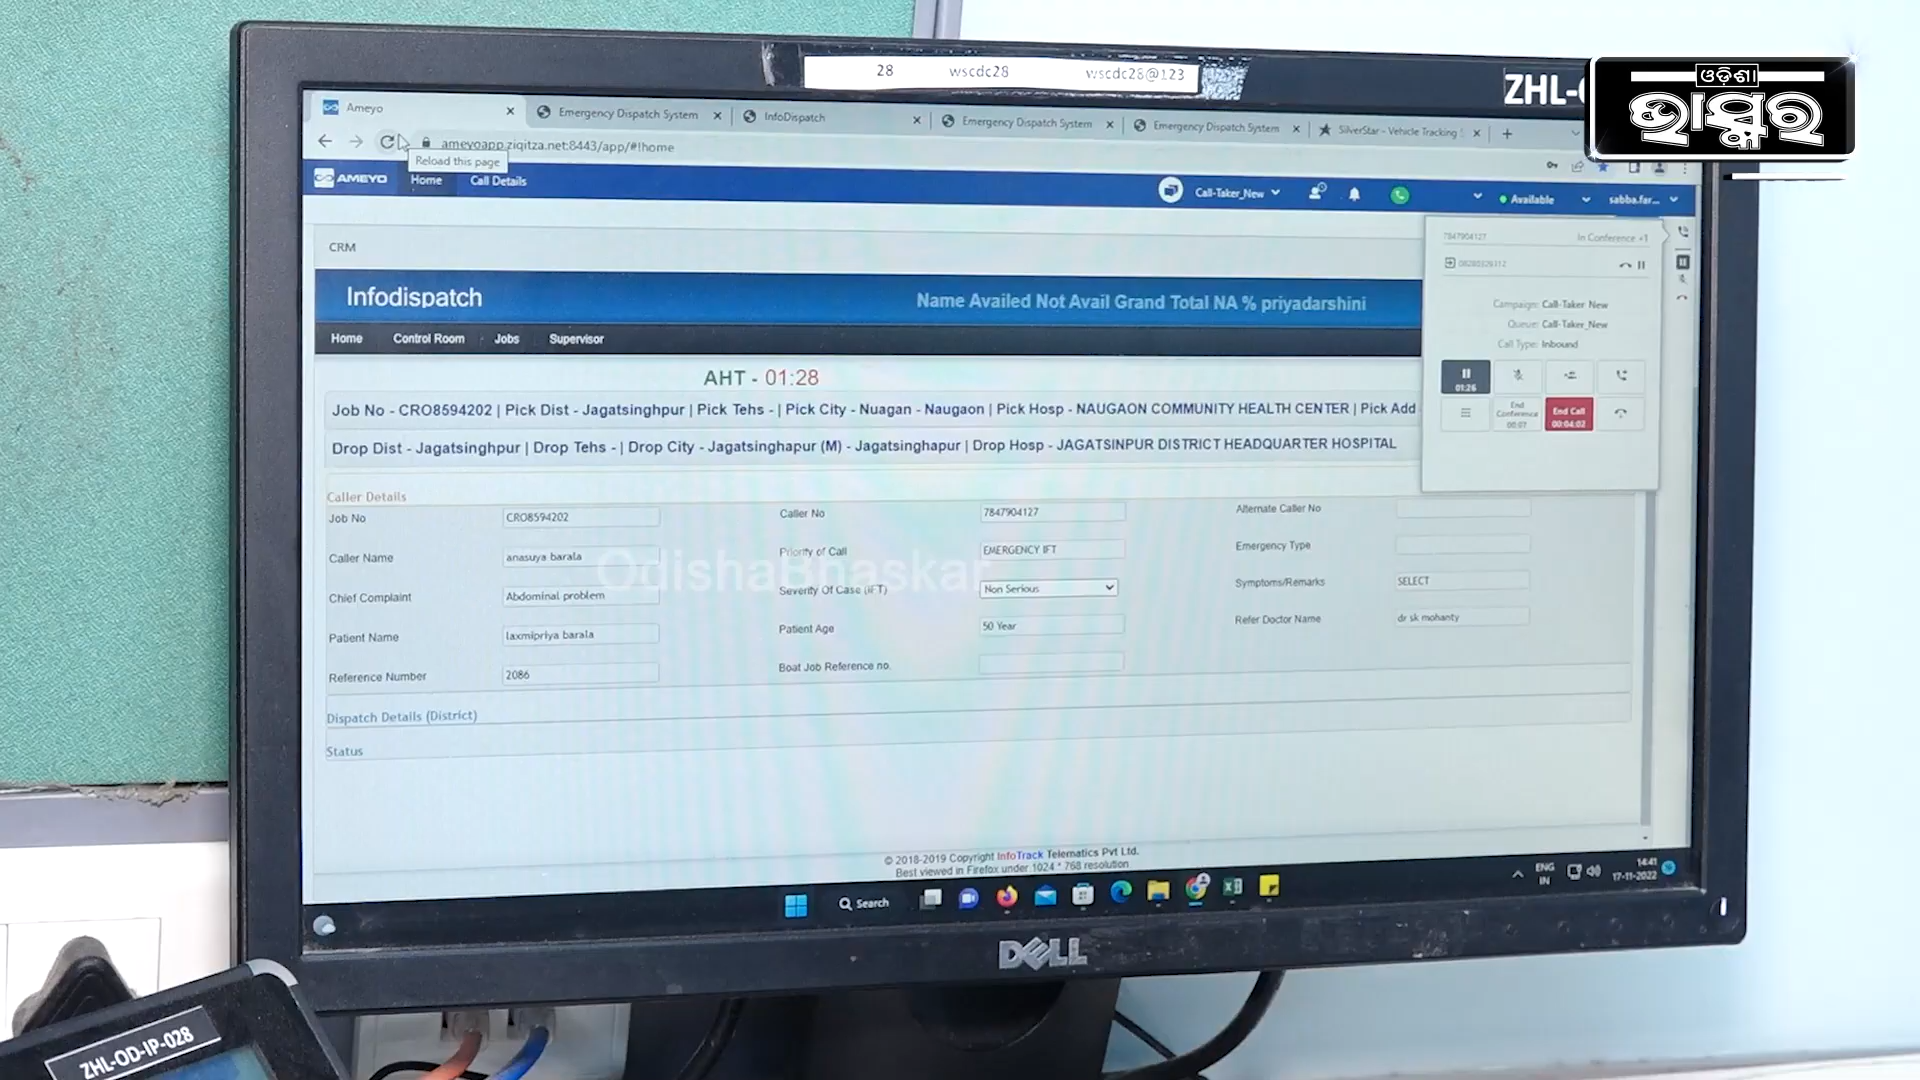 28 wscdc28 wscdc28@123
ZHL-
ଓଡ଼ିଶା
ଭାସ୍କର
Ameyo
Emergency Dispatch System
InfoDispatch
Emergency Dispatch System
Emergency Dispatch System
SilverStar - Vehicle Tracking
ameyoapp.ziqitza.net:8443/app/#!home
Reload this page
AMEYO Home Call Details
Call-Taker_New
Available
sabba.far...
CRM
7847904127 In Conference +1
Campaign: Call-Taker New
Queue: Call-Taker_New
Call Type: Inbound
01:26
End Conference 00:07
End Call 00:04:02
Infodispatch
Name Availed Not Avail Grand Total NA % priyadarshini
Home Control Room Jobs Supervisor
AHT - 01:28
Job No - CRO8594202 | Pick Dist - Jagatsinghpur | Pick Tehs - | Pick City - Nuagan - Naugaon | Pick Hosp - NAUGAON COMMUNITY HEALTH CENTER | Pick Add
Drop Dist - Jagatsinghpur | Drop Tehs - | Drop City - Jagatsinghapur (M) - Jagatsinghapur | Drop Hosp - JAGATSINPUR DISTRICT HEADQUARTER HOSPITAL
Caller Details
Job No CRO8594202 Caller No 7847904127 Alternate Caller No
Caller Name anasuya barala Priority of Call EMERGENCY IFT Emergency Type
OdishaBhaskar
Chief Complaint Abdominal problem Severity Of Case (IFT) Non Serious Symptoms/Remarks SELECT
Patient Name laxmipriya barala Patient Age 50 Year Refer Doctor Name dr sk mohanty
Reference Number 2086 Boat Job Reference no.
Dispatch Details (District)
Status
© 2018-2019 Copyright InfoTrack Telematics Pvt Ltd.
Best viewed in Firefox under 1024 * 768 resolution
Search
ENG
IN
14:41
17-11-2022
DELL
ZHL-OD-IP-028